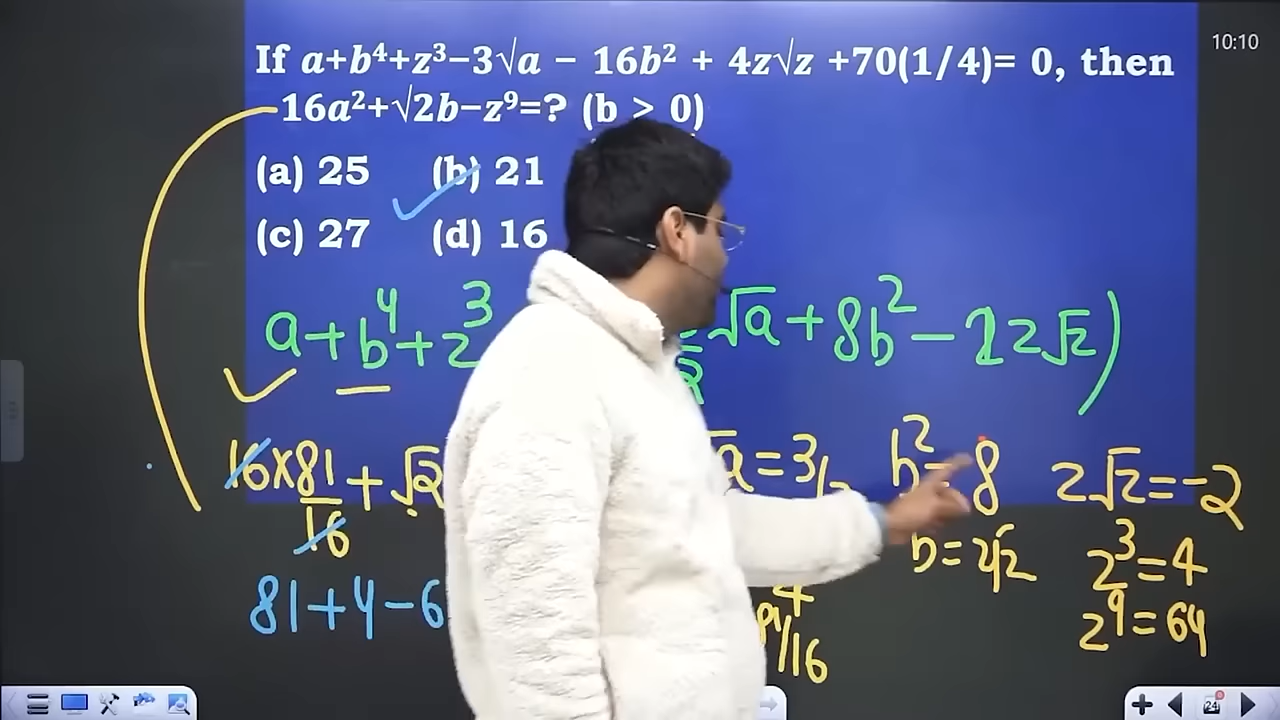 10:10
If a+b⁴+z³−3√a − 16b² + 4z√z +70(1/4)= 0, then
16a²+√2b−z⁹=? (b > 0)
(a) 25 (b) 21
(c) 27 (d) 16
a+b⁴+z³ √a+8b²−2z√z)
16×81/16+√2 a=3/ b²=8 z√z=-2
b=2√2 z³=4
81+4-6 81/16 z⁹=64
24